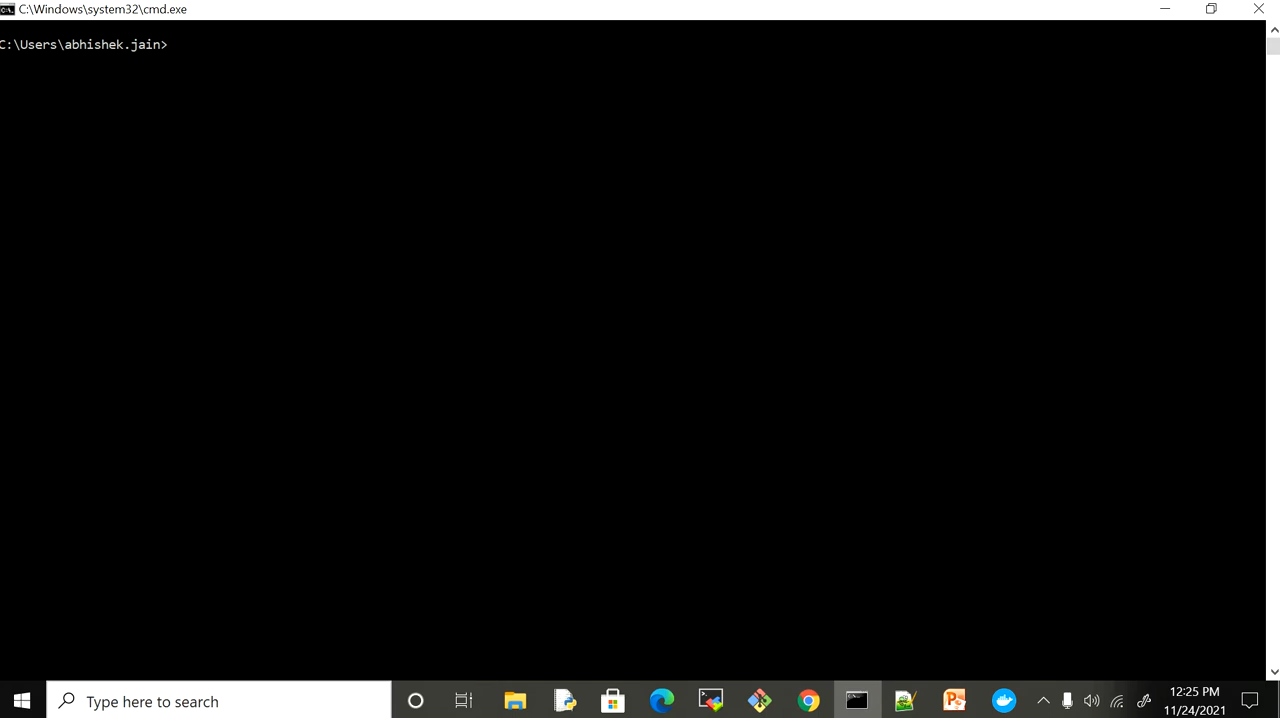 C:\Windows\system32\cmd.exe
C:\Users\abhishek.jain>
Type here to search
12:25 PM
11/24/2021